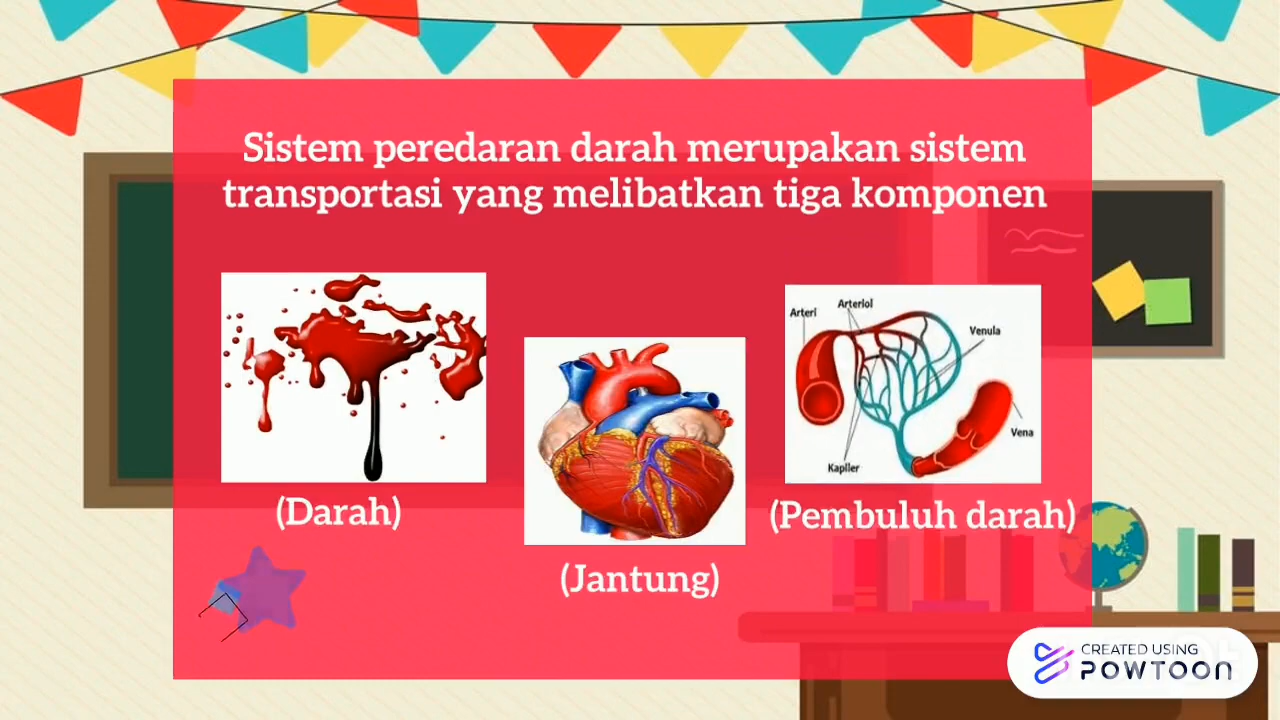 Sistem peredaran darah merupakan sistem
transportasi yang melibatkan tiga komponen
Arteri
Arteriol
Venula
Vena
Kapiler
(Darah)
(Jantung)
(Pembuluh darah)
CREATED USING
POWTOON